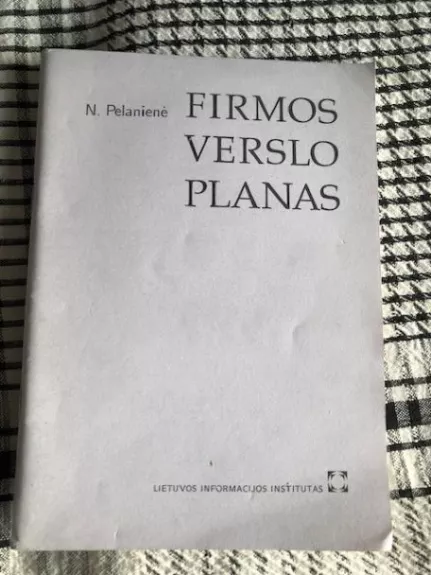 N. Pelanienė FIRMOS
VERSLO
PLANAS
LIETUVOS INFORMACIJOS INSTITUTAS